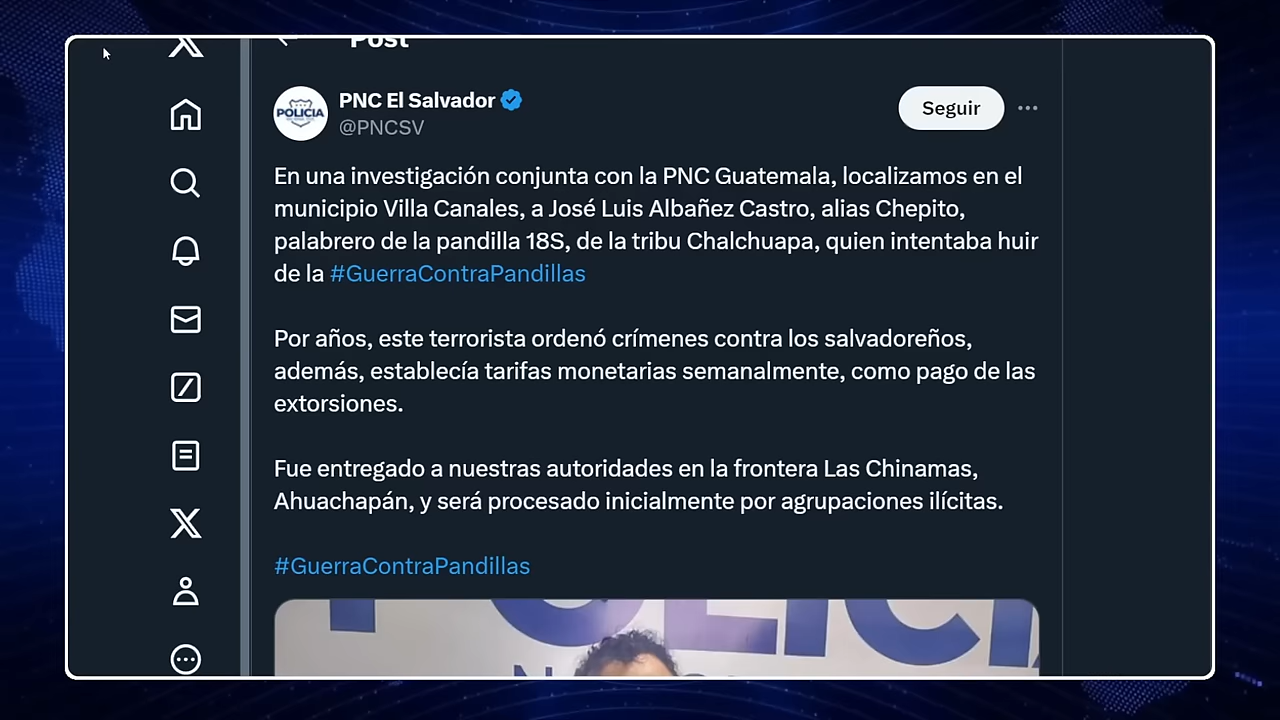 Post
PNC El Salvador
@PNCSV
Seguir
POLICIA
En una investigación conjunta con la PNC Guatemala, localizamos en el
municipio Villa Canales, a José Luis Albañez Castro, alias Chepito,
palabrero de la pandilla 18S, de la tribu Chalchuapa, quien intentaba huir
de la #GuerraContraPandillas
Por años, este terrorista ordenó crímenes contra los salvadoreños,
además, establecía tarifas monetarias semanalmente, como pago de las
extorsiones.
Fue entregado a nuestras autoridades en la frontera Las Chinamas,
Ahuachapán, y será procesado inicialmente por agrupaciones ilícitas.
#GuerraContraPandillas
POLICIA